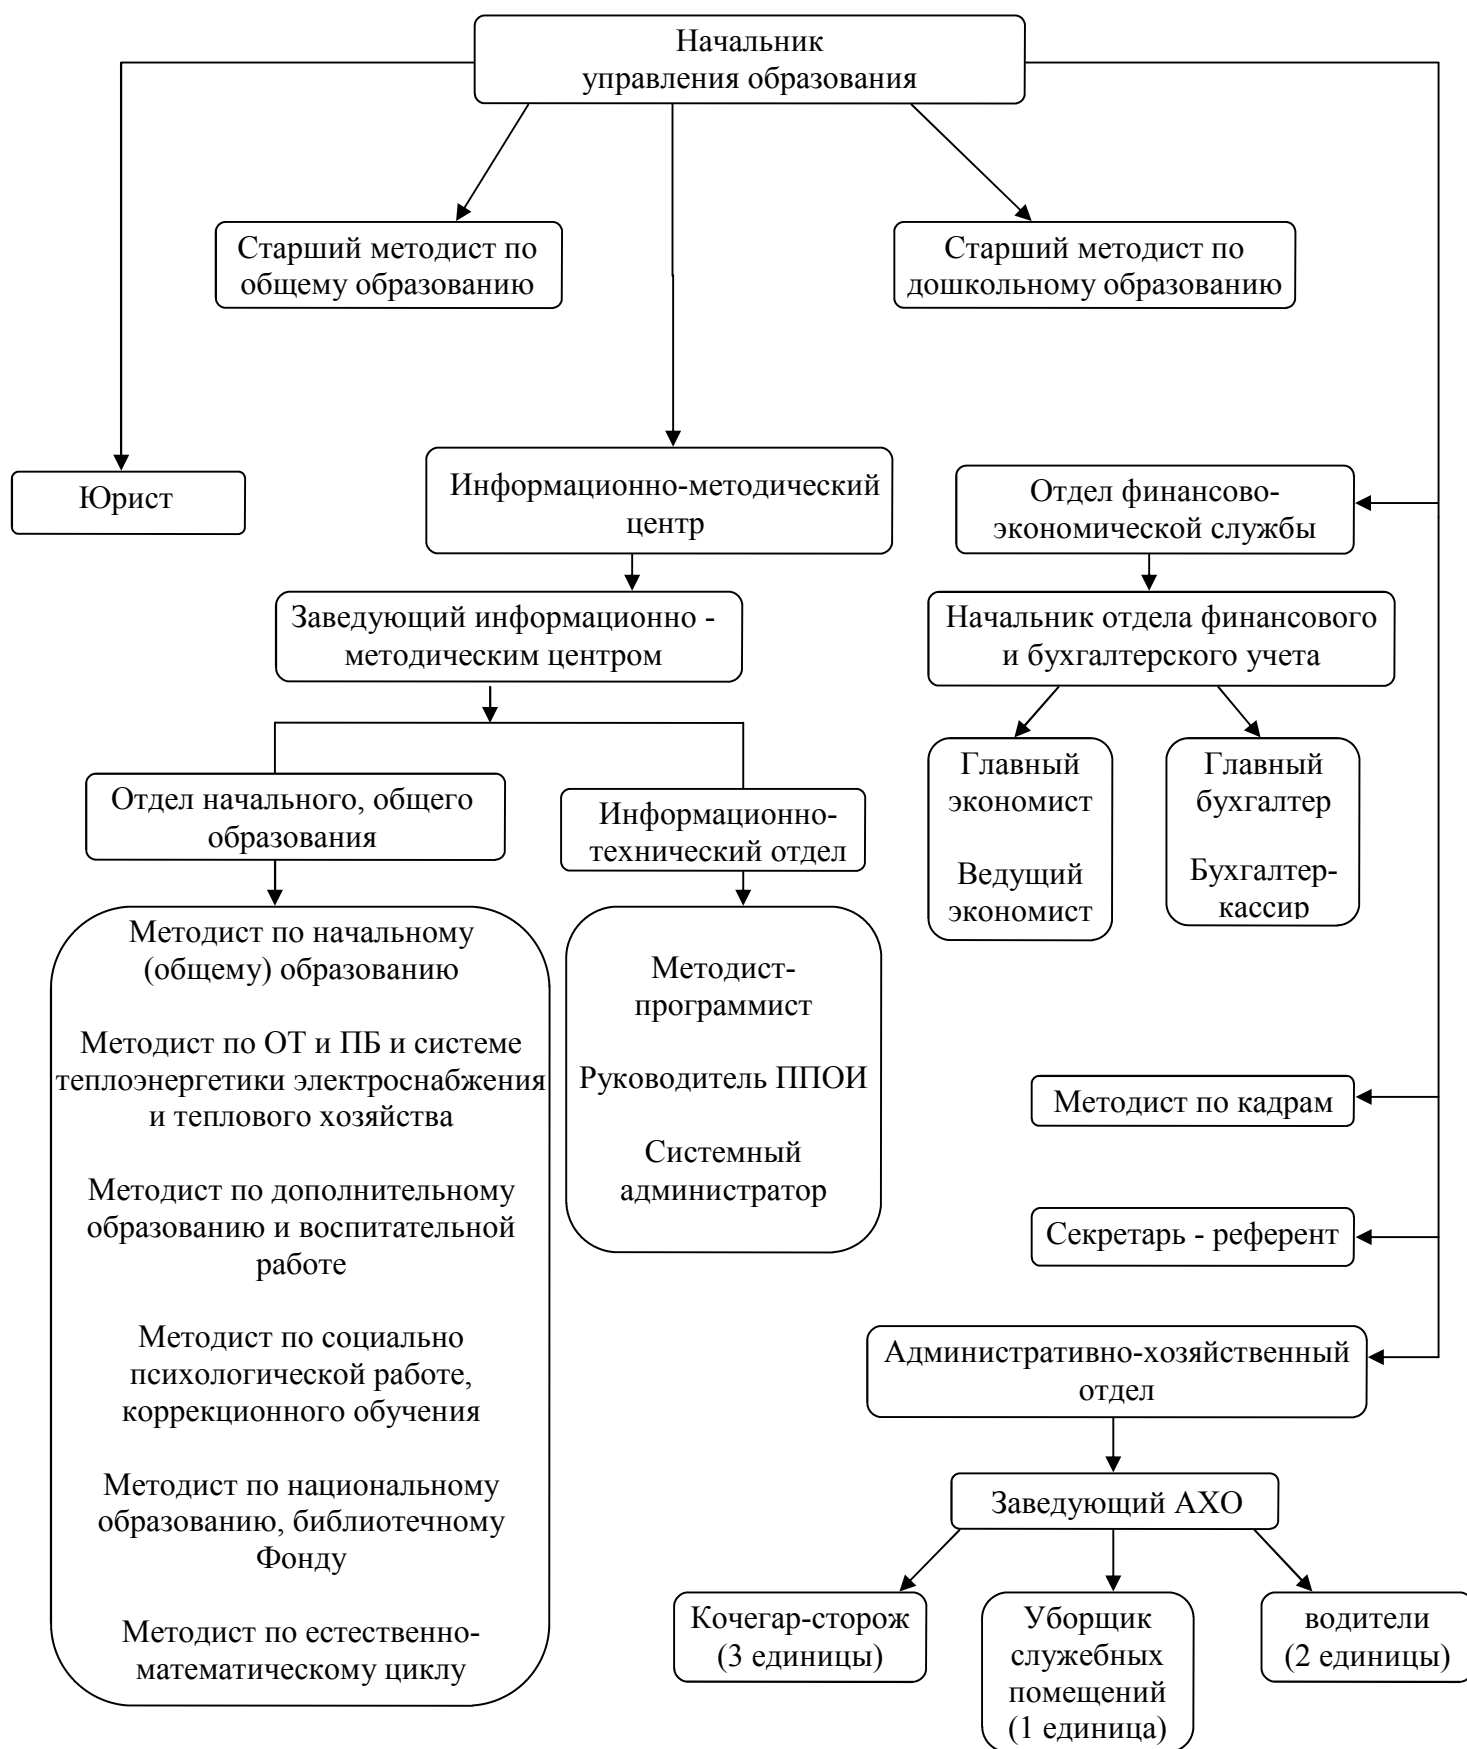 Начальник
управления образования
Старший методист по
общему образованию
Старший методист по
дошкольному образованию
Юрист
Информационно-методический
центр
Отдел финансово-
экономической службы
Заведующий информационно -
методическим центром
Начальник отдела финансового
и бухгалтерского учета
Главный
экономист
Ведущий
экономист
Главный
бухгалтер
Бухгалтер-
кассир
Отдел начального, общего
образования
Информационно-
технический отдел
Методист по начальному
(общему) образованию
Методист по ОТ и ПБ и системе
теплоэнергетики электроснабжения
и теплового хозяйства
Методист по дополнительному
образованию и воспитательной
работе
Методист по социально
психологической работе,
коррекционного обучения
Методист по национальному
образованию, библиотечному
Фонду
Методист по естественно-
математическому циклу
Методист-
программист
Руководитель ППОИ
Системный
администратор
Методист по кадрам
Секретарь - референт
Административно-хозяйственный
отдел
Заведующий АХО
Кочегар-сторож
(3 единицы)
Уборщик
служебных
помещений
(1 единица)
водители
(2 единицы)